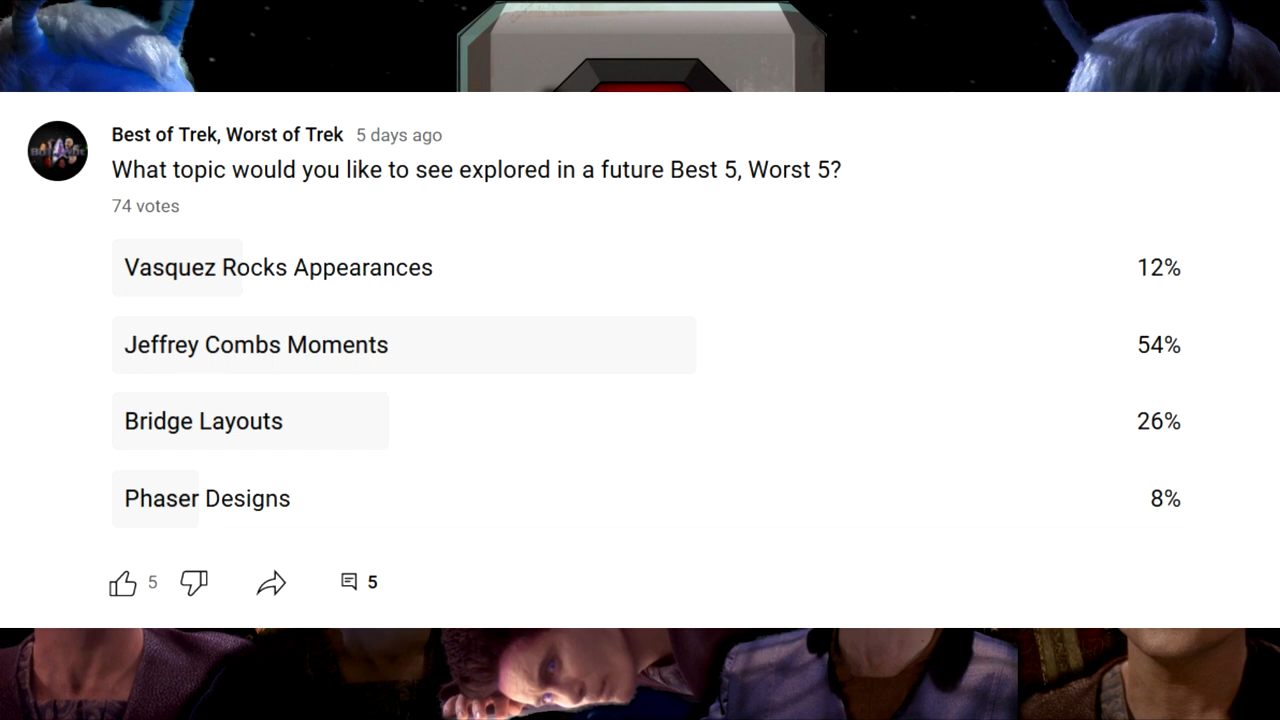 Best of Trek, Worst of Trek 5 days ago
What topic would you like to see explored in a future Best 5, Worst 5?
74 votes
Vasquez Rocks Appearances 12%
Jeffrey Combs Moments 54%
Bridge Layouts 26%
Phaser Designs 8%
5 5